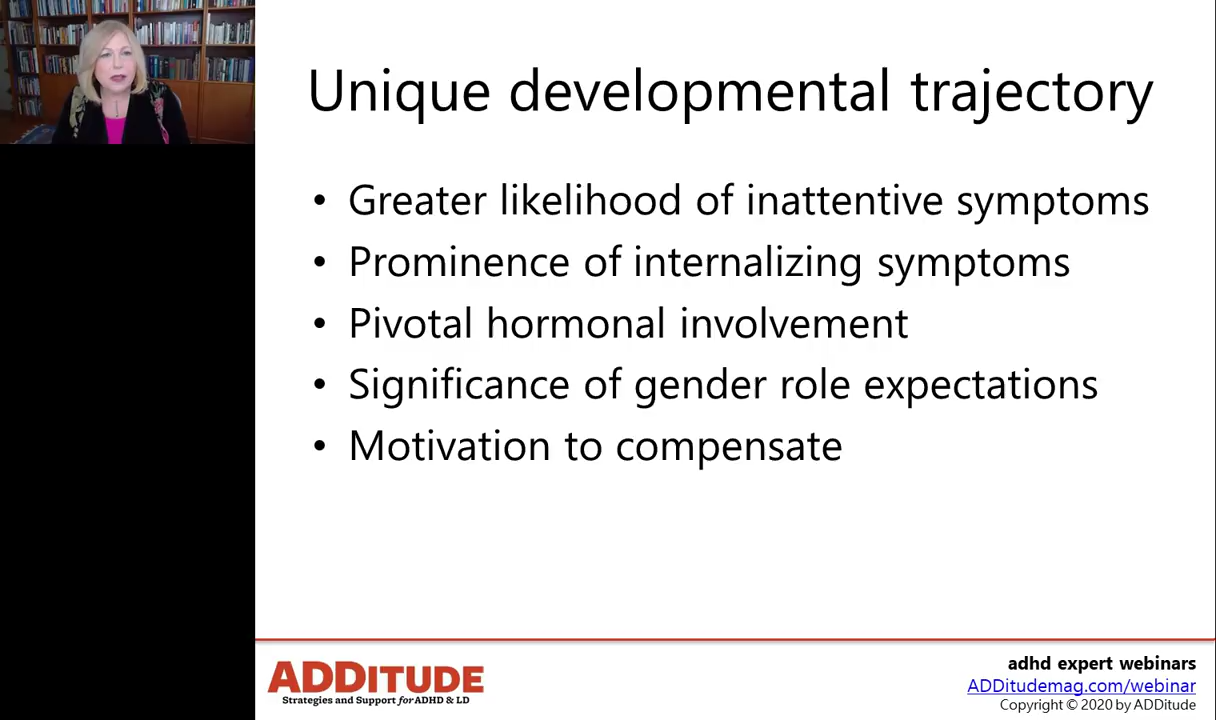 Unique developmental trajectory
• Greater likelihood of inattentive symptoms
• Prominence of internalizing symptoms
• Pivotal hormonal involvement
• Significance of gender role expectations
• Motivation to compensate
ADDITUDE
Strategies and Support for ADHD & LD
adhd expert webinars
ADDitudemag.com/webinar
Copyright © 2020 by ADDitude